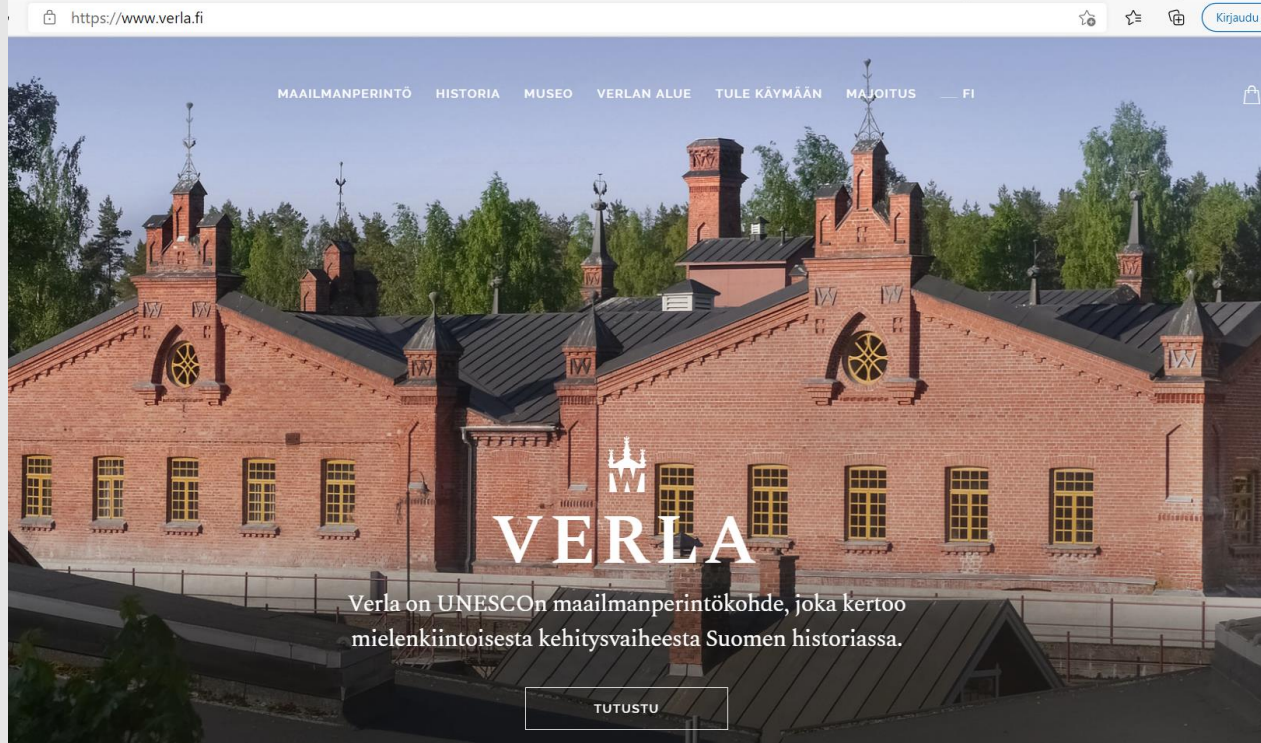 https://www.verla.fi
Kirjaudu
MAAILMANPERINTÖ HISTORIA MUSEO VERLAN ALUE TULE KÄYMÄÄN MAJOITUS FI
W
VERLA
Verla on UNESCOn maailmanperintökohde, joka kertoo
mielenkiintoisesta kehitysvaiheesta Suomen historiassa.
TUTUSTU